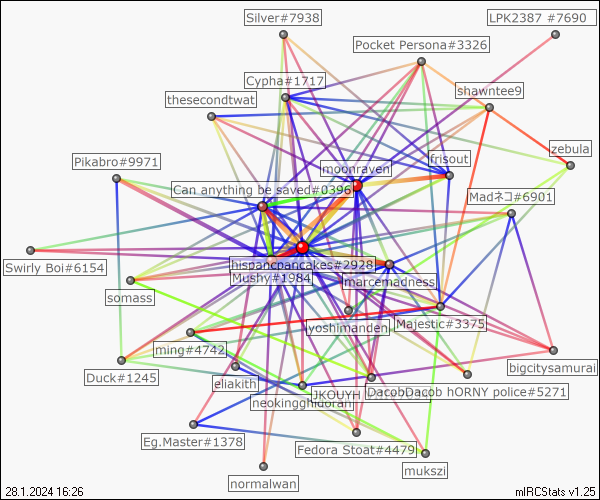 Silver#7938
LPK2387 #7690
Pocket Persona#3326
Cypha#1717
shawntee9
thesecondtwat
zebula
frisout
Pikabro#9971
moonraven
Can anything be saved#0396
Madネコ#6901
hispanicpancakes#2928
Swirly Boi#6154
Mushy#1984
marcemadness
somass
yoshimanden
Majestic#3375
ming#4742
bigcitysamurai
Duck#1245
eliakith
DacobDacob hORNY police#5271
JKOUYH
neokingghidorah
Eg.Master#1378
Fedora Stoat#4479
mukszi
normalwan
28.1.2024 16:26
mIRCStats v1.25